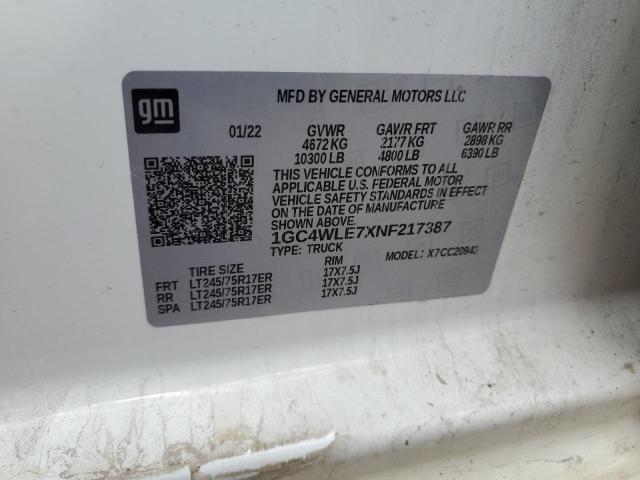 gm
MFD BY GENERAL MOTORS LLC
01/22 GVWR GAWR FRT GAWR RR
4672 KG 2177 KG 2898 KG
10300 LB 4800 LB 6390 LB
THIS VEHICLE CONFORMS TO ALL
APPLICABLE U.S. FEDERAL MOTOR
VEHICLE SAFETY STANDARDS IN EFFECT
ON THE DATE OF MANUFACTURE
SHOWN ABOVE.
1GC4WLE7XNF217387
TYPE: TRUCK MODEL: X7CC20943
TIRE SIZE RIM
FRT LT245/75R17ER 17X7.5J
RR LT245/75R17ER 17X7.5J
SPA LT245/75R17ER 17X7.5J